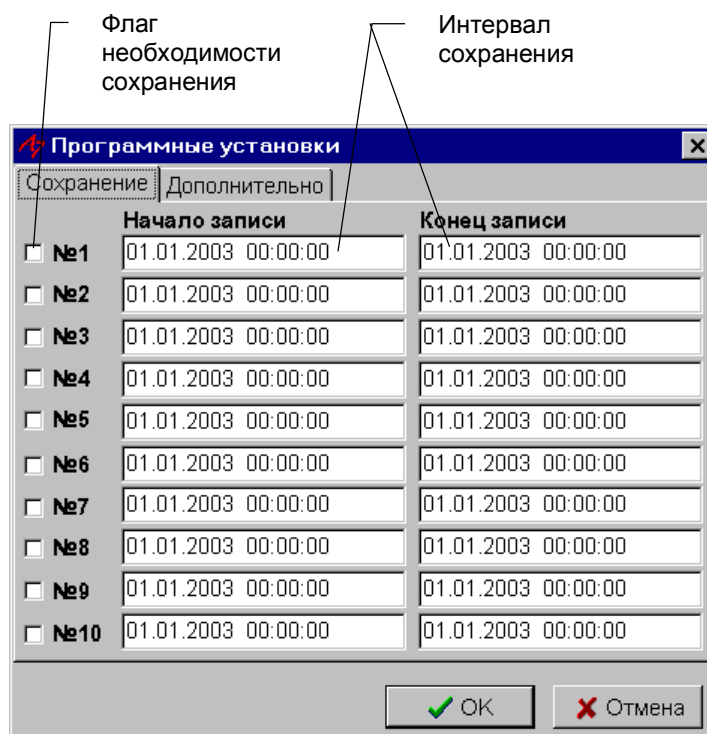 Флаг
необходимости
сохранения
Интервал
сохранения
Программные установки
Сохранение Дополнительно
Начало записи Конец записи
№1 01.01.2003 00:00:00 01.01.2003 00:00:00
№2 01.01.2003 00:00:00 01.01.2003 00:00:00
№3 01.01.2003 00:00:00 01.01.2003 00:00:00
№4 01.01.2003 00:00:00 01.01.2003 00:00:00
№5 01.01.2003 00:00:00 01.01.2003 00:00:00
№6 01.01.2003 00:00:00 01.01.2003 00:00:00
№7 01.01.2003 00:00:00 01.01.2003 00:00:00
№8 01.01.2003 00:00:00 01.01.2003 00:00:00
№9 01.01.2003 00:00:00 01.01.2003 00:00:00
№10 01.01.2003 00:00:00 01.01.2003 00:00:00
OK Отмена